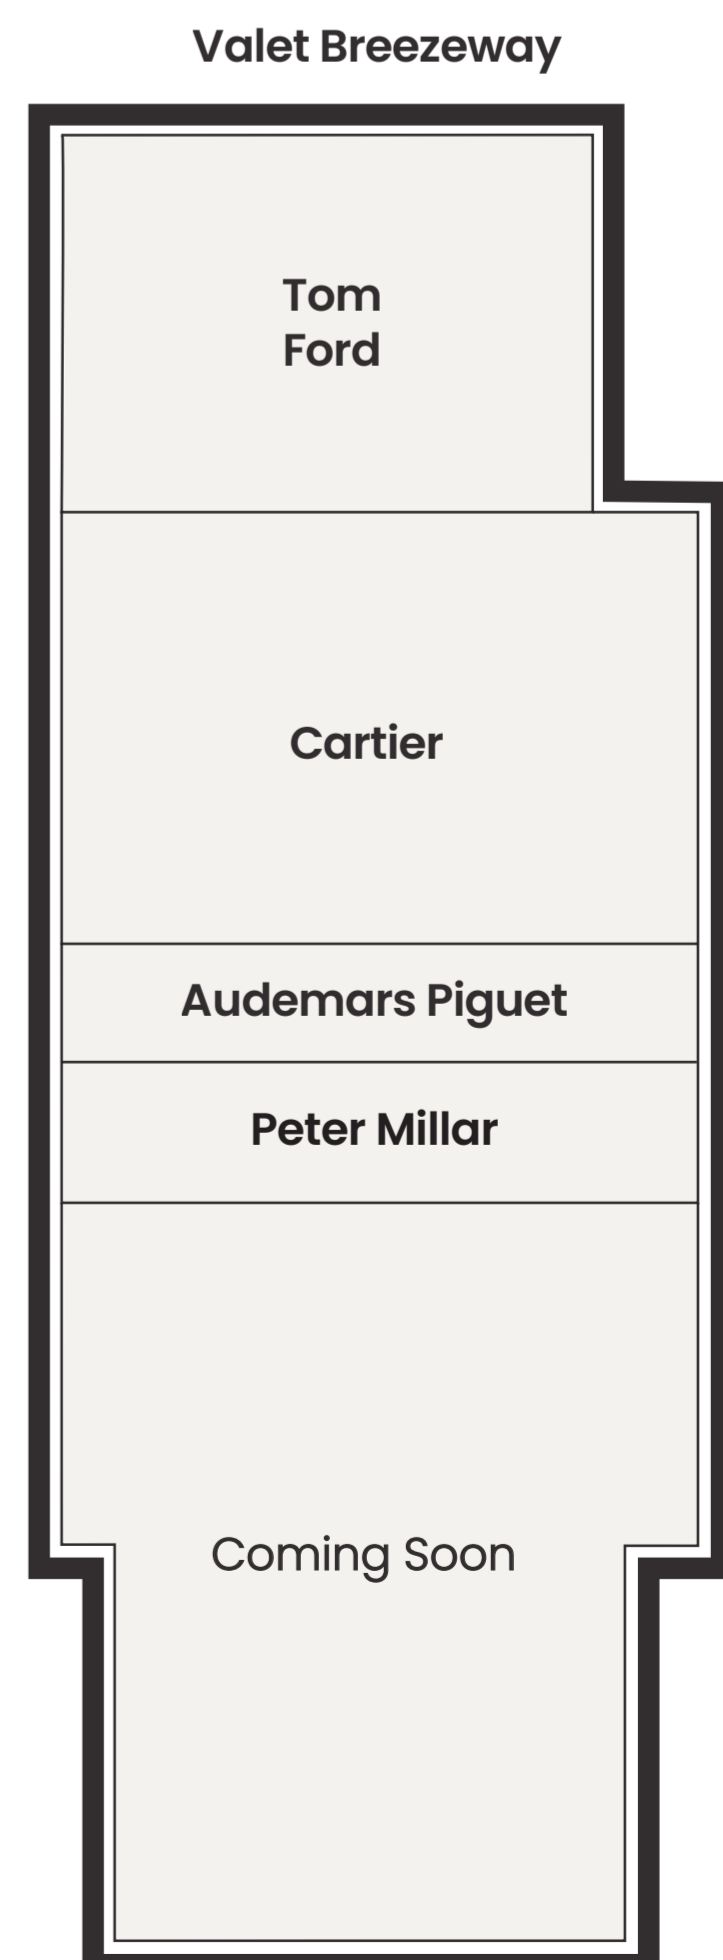 Valet Breezeway
Tom
Ford
Cartier
Audemars Piguet
Peter Millar
Coming Soon